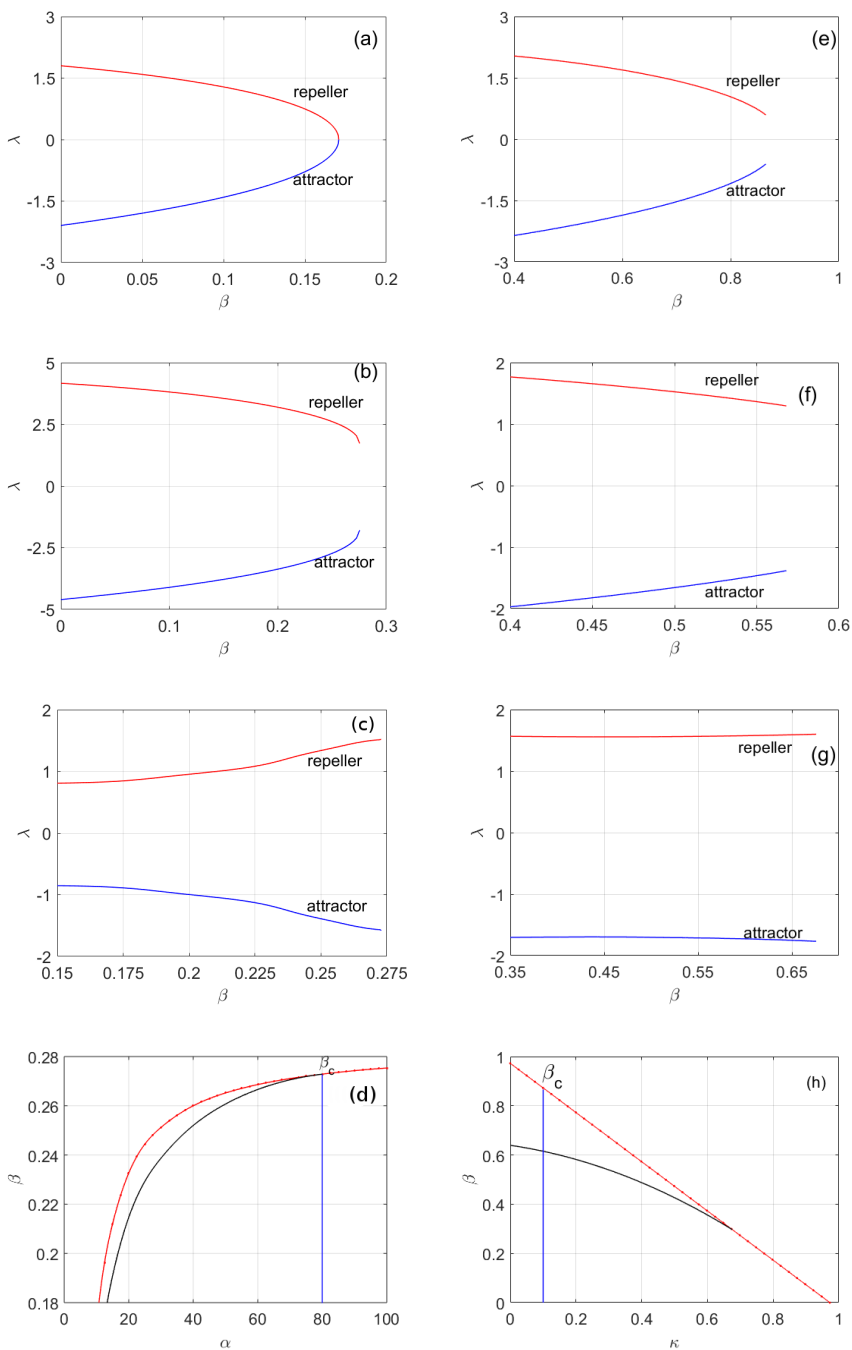 (a)
3
1.5
0
-1.5
-3
λ
repeller
attractor
0
0.05
0.1
0.15
0.2
β
(e)
3
1.5
0
-1.5
-3
λ
repeller
attractor
0.4
0.6
0.8
1
β
(b)
5
2.5
0
-2.5
-5
λ
repeller
attractor
0
0.1
0.2
0.3
β
(f)
2
1
0
-1
-2
λ
repeller
attractor
0.4
0.45
0.5
0.55
0.6
β
(c)
2
1
0
-1
-2
λ
repeller
attractor
0.15
0.175
0.2
0.225
0.25
0.275
β
(g)
2
1
0
-1
-2
λ
repeller
attractor
0.35
0.45
0.55
0.65
β
(d)
0.28
0.26
0.24
0.22
0.2
0.18
β
βc
0
20
40
60
80
100
α
(h)
1
0.8
0.6
0.4
0.2
0
β
βc
0
0.2
0.4
0.6
0.8
1
κ